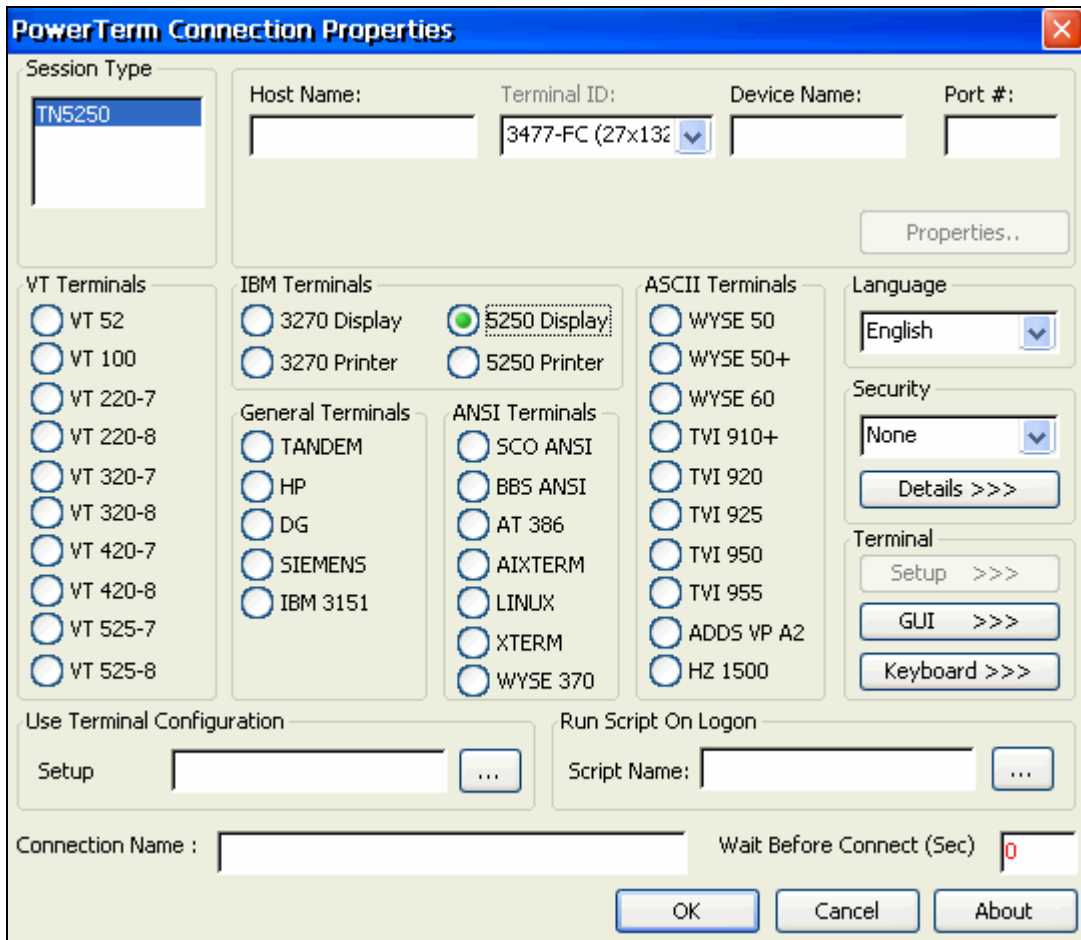 PowerTerm Connection Properties
Session Type
TN5250
Host Name:
Terminal ID:
Device Name:
Port #:
3477-FC (27x132
Properties..
VT Terminals
VT 52
VT 100
VT 220-7
VT 220-8
VT 320-7
VT 320-8
VT 420-7
VT 420-8
VT 525-7
VT 525-8
IBM Terminals
3270 Display
5250 Display
3270 Printer
5250 Printer
General Terminals
TANDEM
HP
DG
SIEMENS
IBM 3151
ANSI Terminals
SCO ANSI
BBS ANSI
AT 386
AIXTERM
LINUX
XTERM
WYSE 370
ASCII Terminals
WYSE 50
WYSE 50+
WYSE 60
TVI 910+
TVI 920
TVI 925
TVI 950
TVI 955
ADDS VP A2
HZ 1500
Language
English
Security
None
Details >>>
Terminal
Setup >>>
GUI >>>
Keyboard >>>
Use Terminal Configuration
Setup
...
Run Script On Logon
Script Name:
...
Connection Name :
Wait Before Connect (Sec)
0
OK
Cancel
About